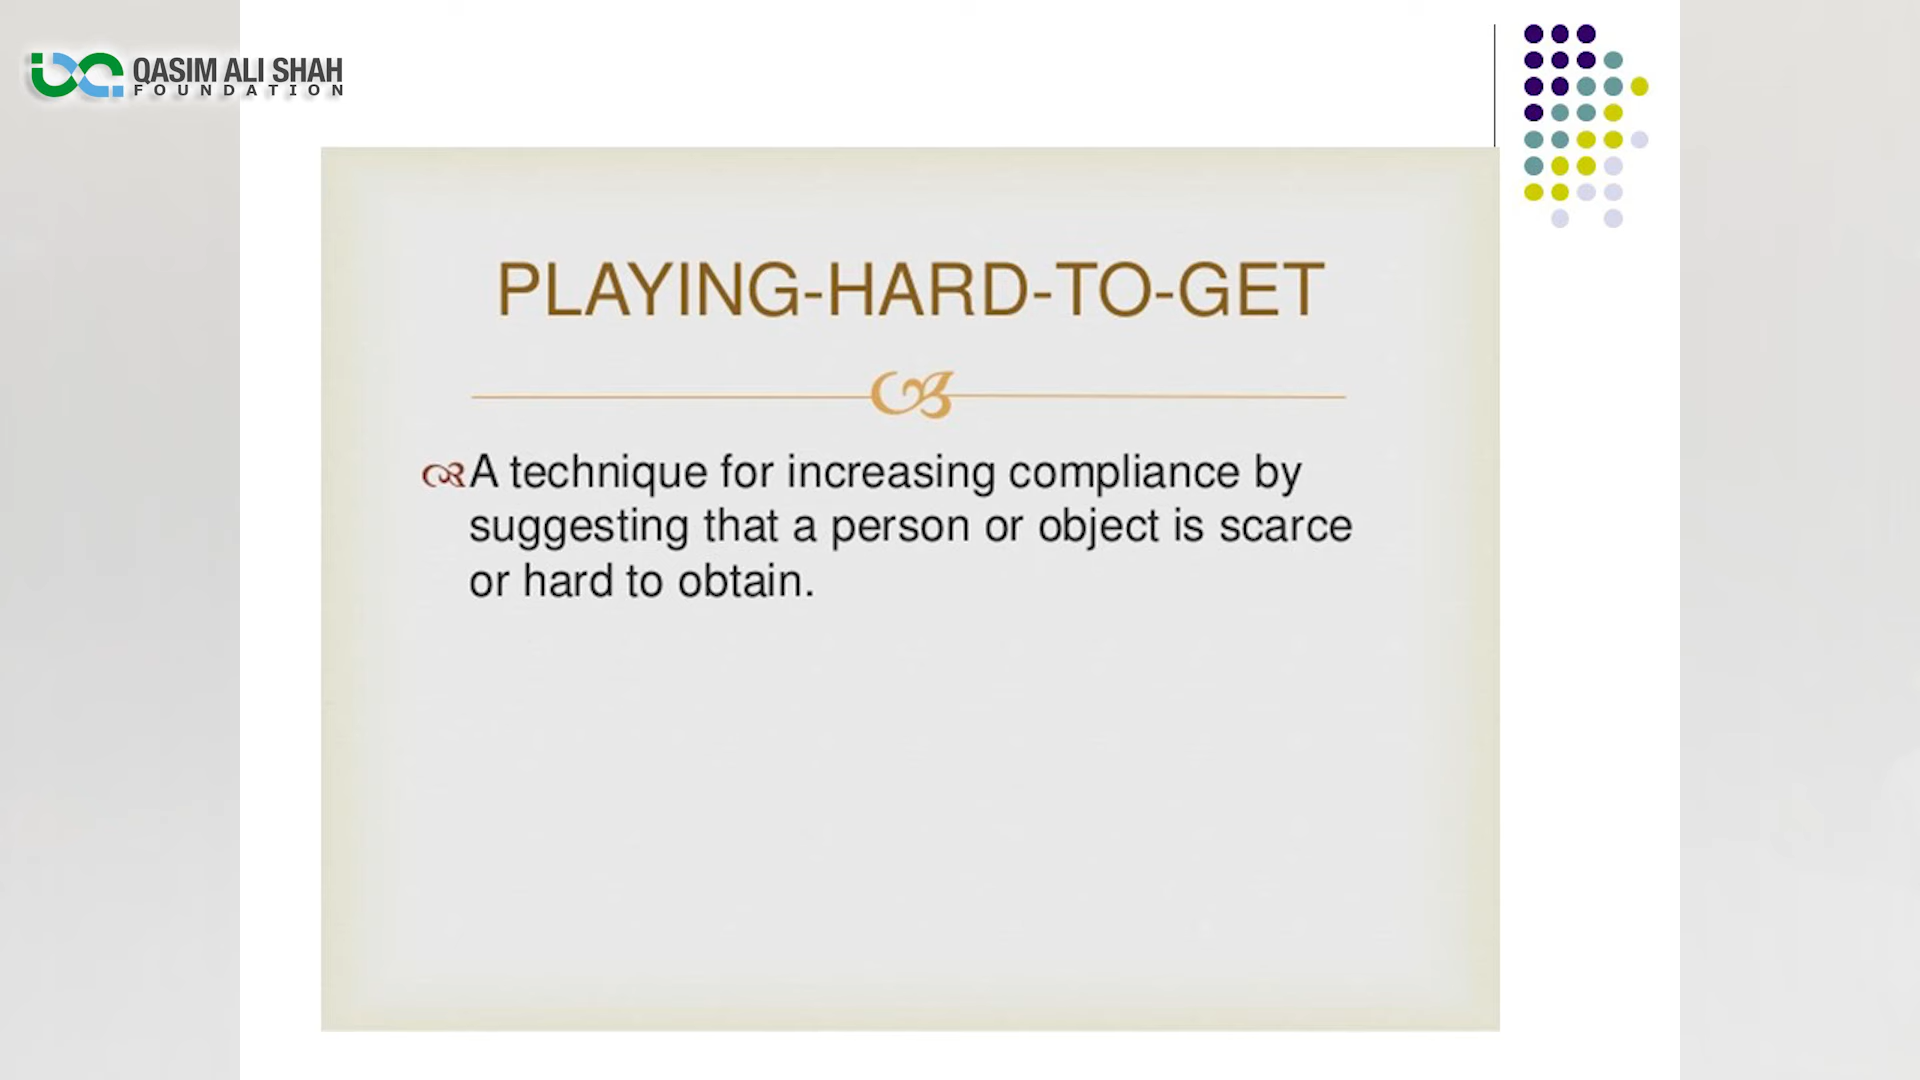 QASIM ALI SHAH
FOUNDATION
PLAYING-HARD-TO-GET
A technique for increasing compliance by
suggesting that a person or object is scarce
or hard to obtain.